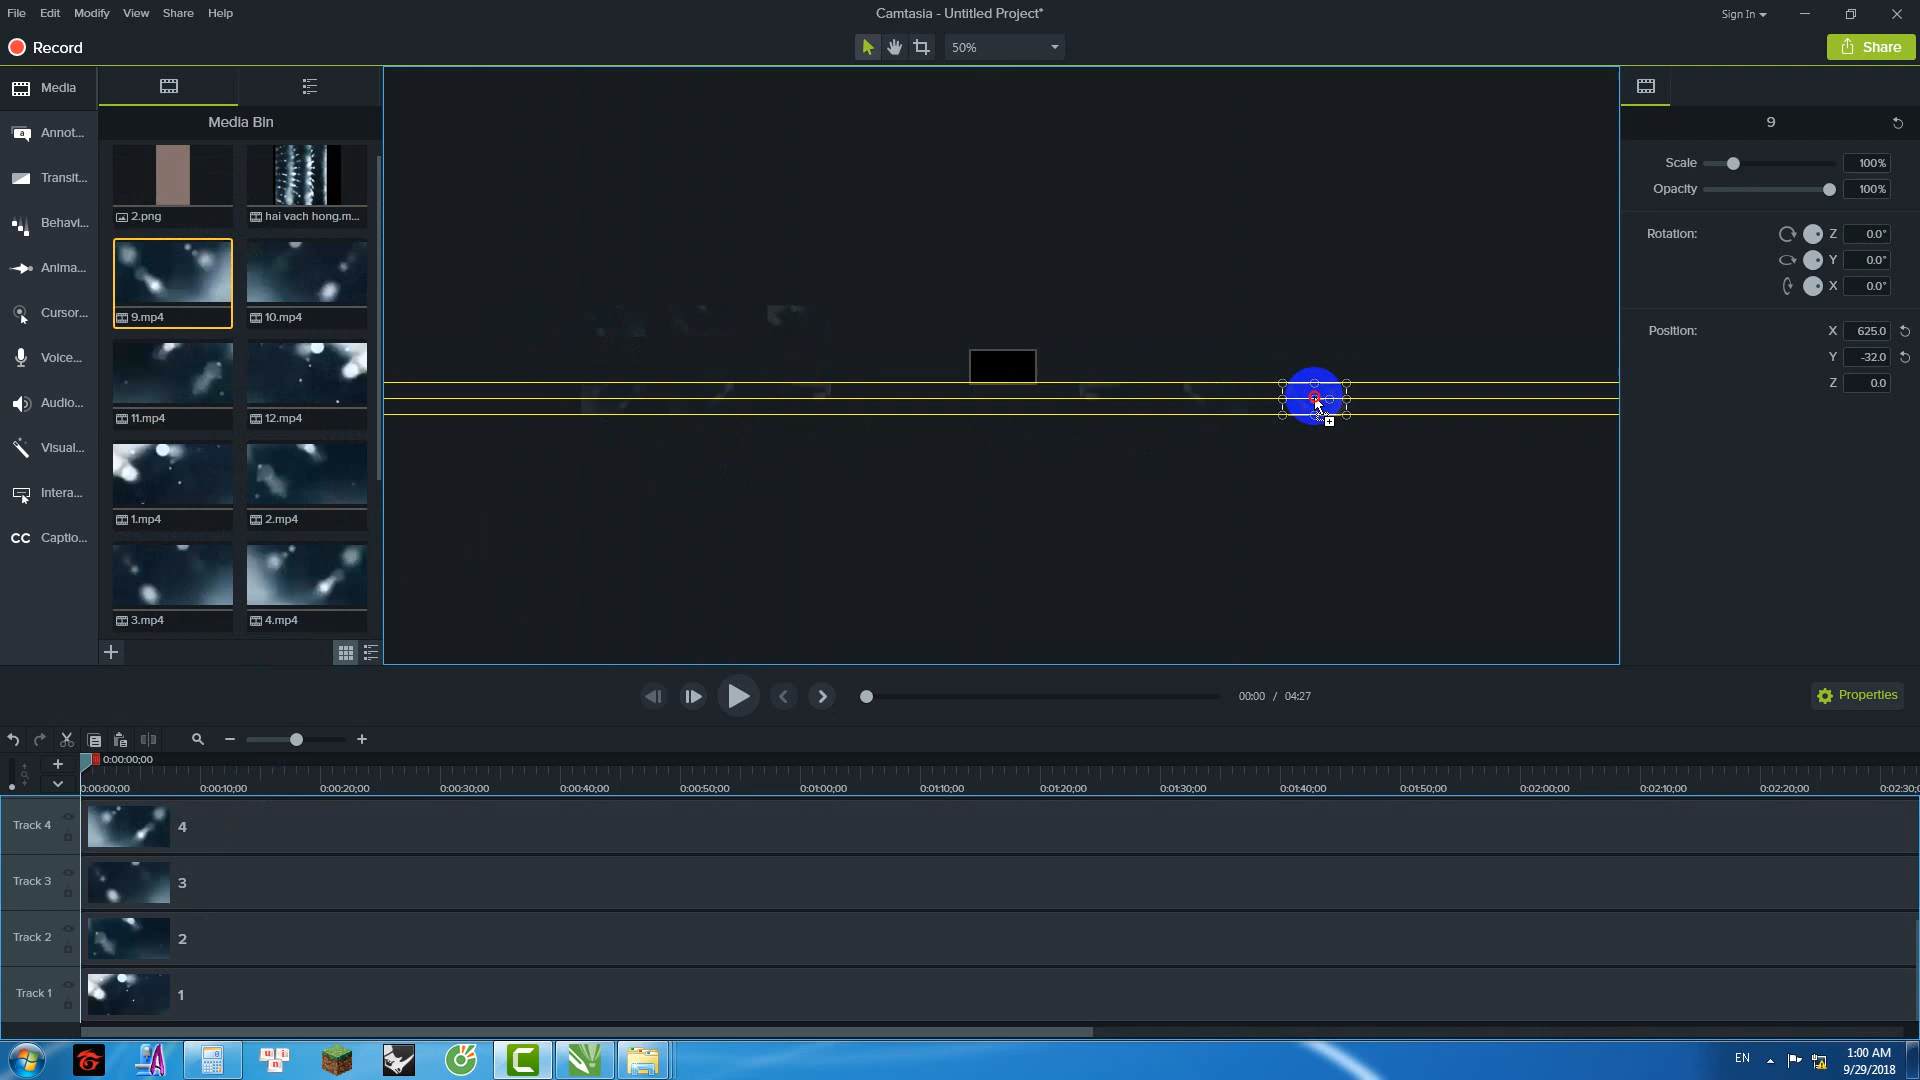 File Edit Modify View Share Help
Camtasia - Untitled Project*
Sign In
Record
50%
Share
Media
Annot...
Transit...
Behavi...
Anima...
Cursor...
Voice...
Audio...
Visual...
Intera...
CC Captio...
Media Bin
2.png
hai vach hong.m...
9.mp4
10.mp4
11.mp4
12.mp4
1.mp4
2.mp4
3.mp4
4.mp4
9
Scale 100%
Opacity 100%
Rotation: Z 0.0°
Y 0.0°
X 0.0°
Position: X 625.0
Y -32.0
Z 0.0
00:00 / 04:27
Properties
0:00:00;00
0:00:00;00 0:00:10;00 0:00:20;00 0:00:30;00 0:00:40;00 0:00:50;00 0:01:00;00 0:01:10;00 0:01:20;00 0:01:30;00 0:01:40;00 0:01:50;00 0:02:00;00 0:02:10;00 0:02:20;00 0:02:30;
Track 4 4
Track 3 3
Track 2 2
Track 1 1
EN
1:00 AM
9/29/2018